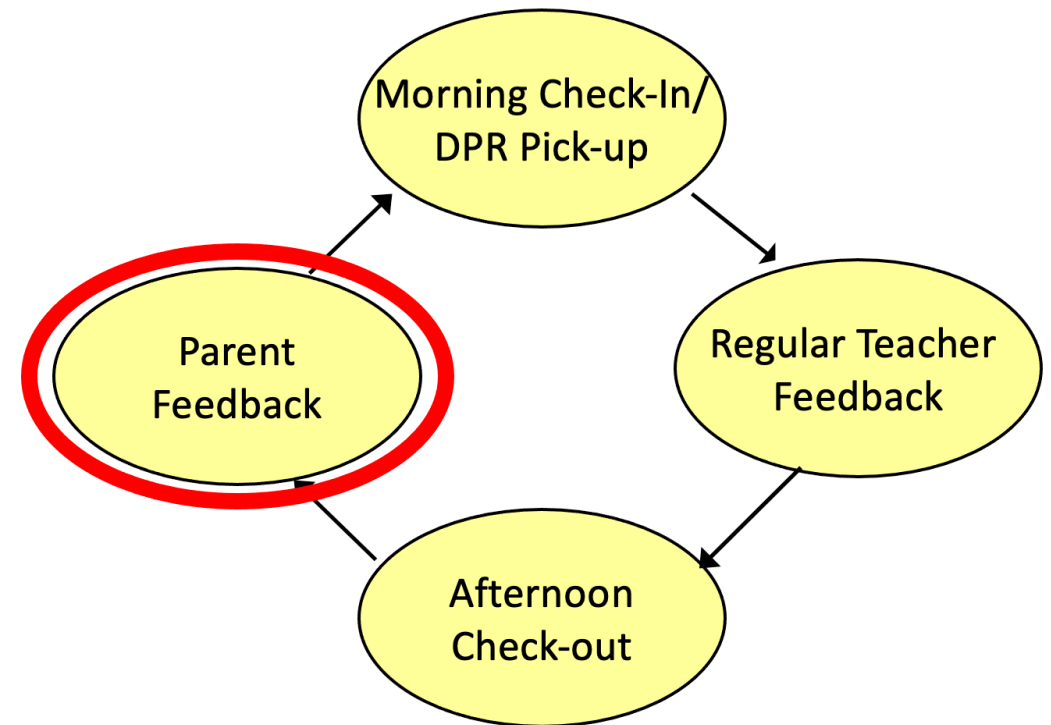 Morning Check-In/
DPR Pick-up
Regular Teacher
Feedback
Afternoon
Check-out
Parent
Feedback